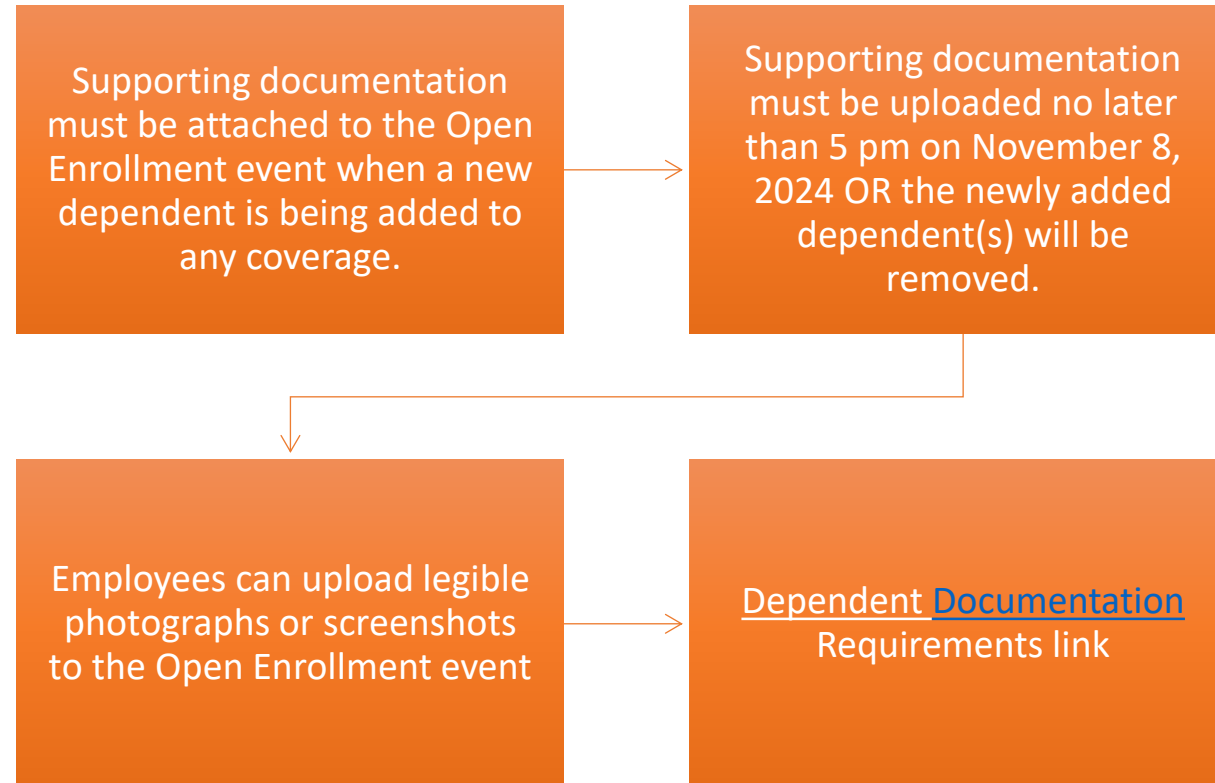 Supporting documentation
must be attached to the Open
Enrollment event when a new
dependent is being added to
any coverage.
Supporting documentation
must be uploaded no later
than 5 pm on November 8,
2024 OR the newly added
dependent(s) will be
removed.
Employees can upload legible
photographs or screenshots
to the Open Enrollment event
Dependent Documentation
Requirements link